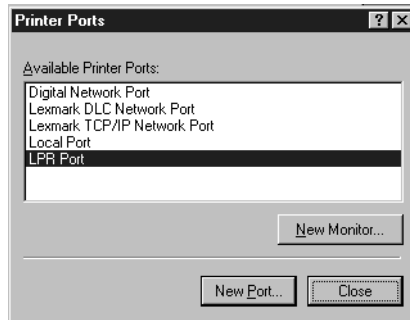 Printer Ports
Available Printer Ports:
Digital Network Port
Lexmark DLC Network Port
Lexmark TCP/IP Network Port
Local Port
LPR Port
New Monitor...
New Port...
Close